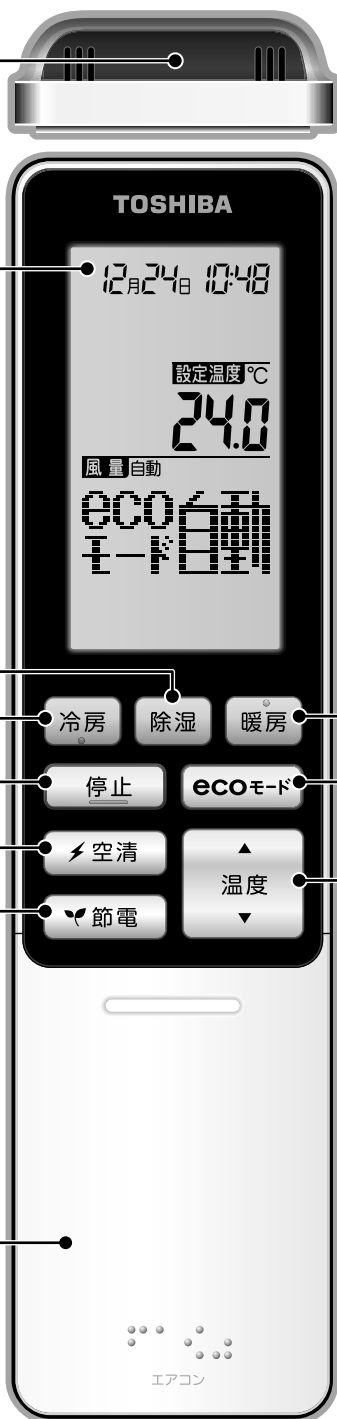 TOSHIBA
12月24日 10:48
設定温度 ℃
24.0
風量 自動
eco自動
モード
冷房 除湿 暖房
停止 ecoモード
空清 ▲
温度
節電 ▼
エアコン